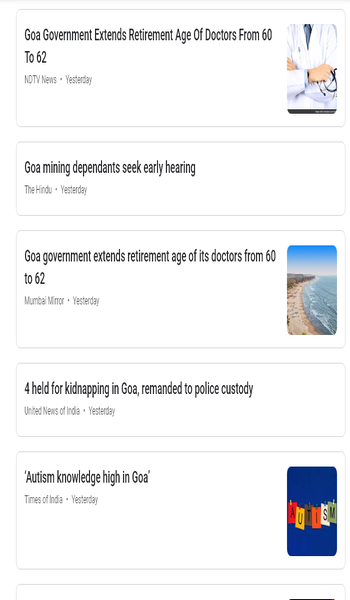 Goa Government Extends Retirement Age Of Doctors From 60
To 62
NDTV News • Yesterday
Goa mining dependants seek early hearing
The Hindu • Yesterday
Goa government extends retirement age of its doctors from 60
to 62
Mumbai Mirror • Yesterday
4 held for kidnapping in Goa, remanded to police custody
United News of India • Yesterday
'Autism knowledge high in Goa'
Times of India • Yesterday
AUTISM